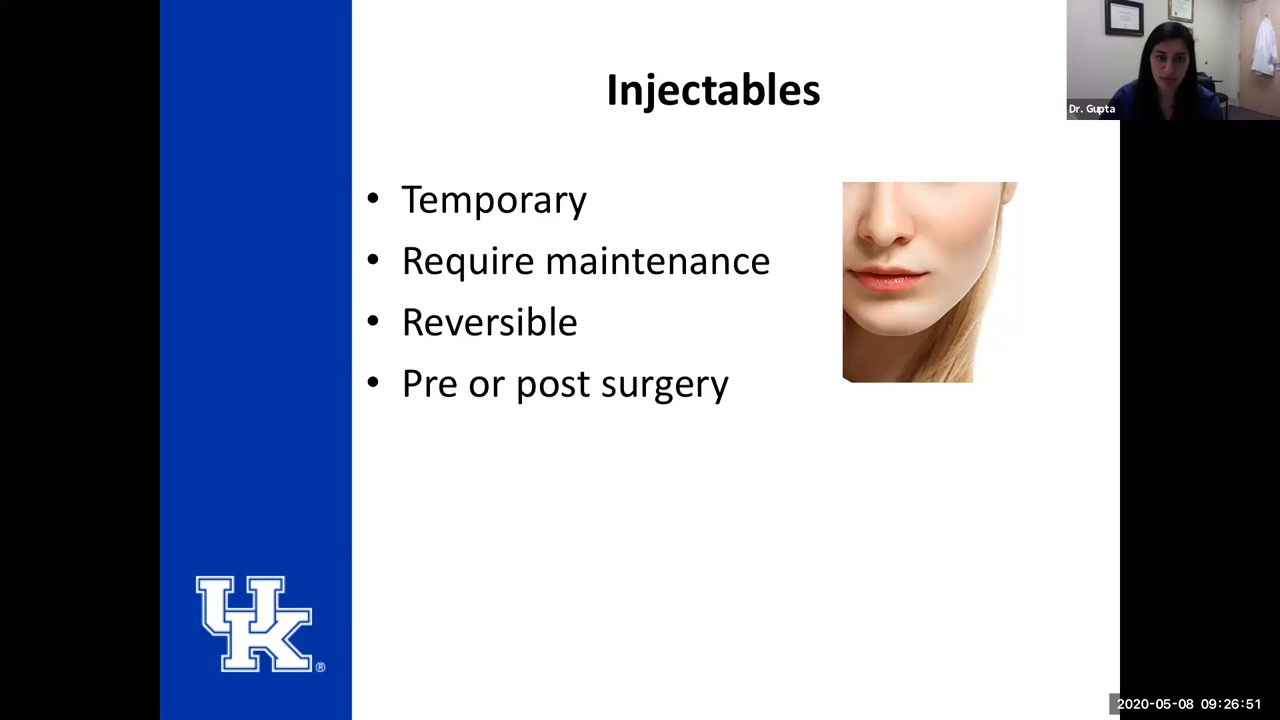 Injectables
Dr. Gupta
• Temporary
• Require maintenance
• Reversible
• Pre or post surgery
UK®
2020-05-08 09:26:51